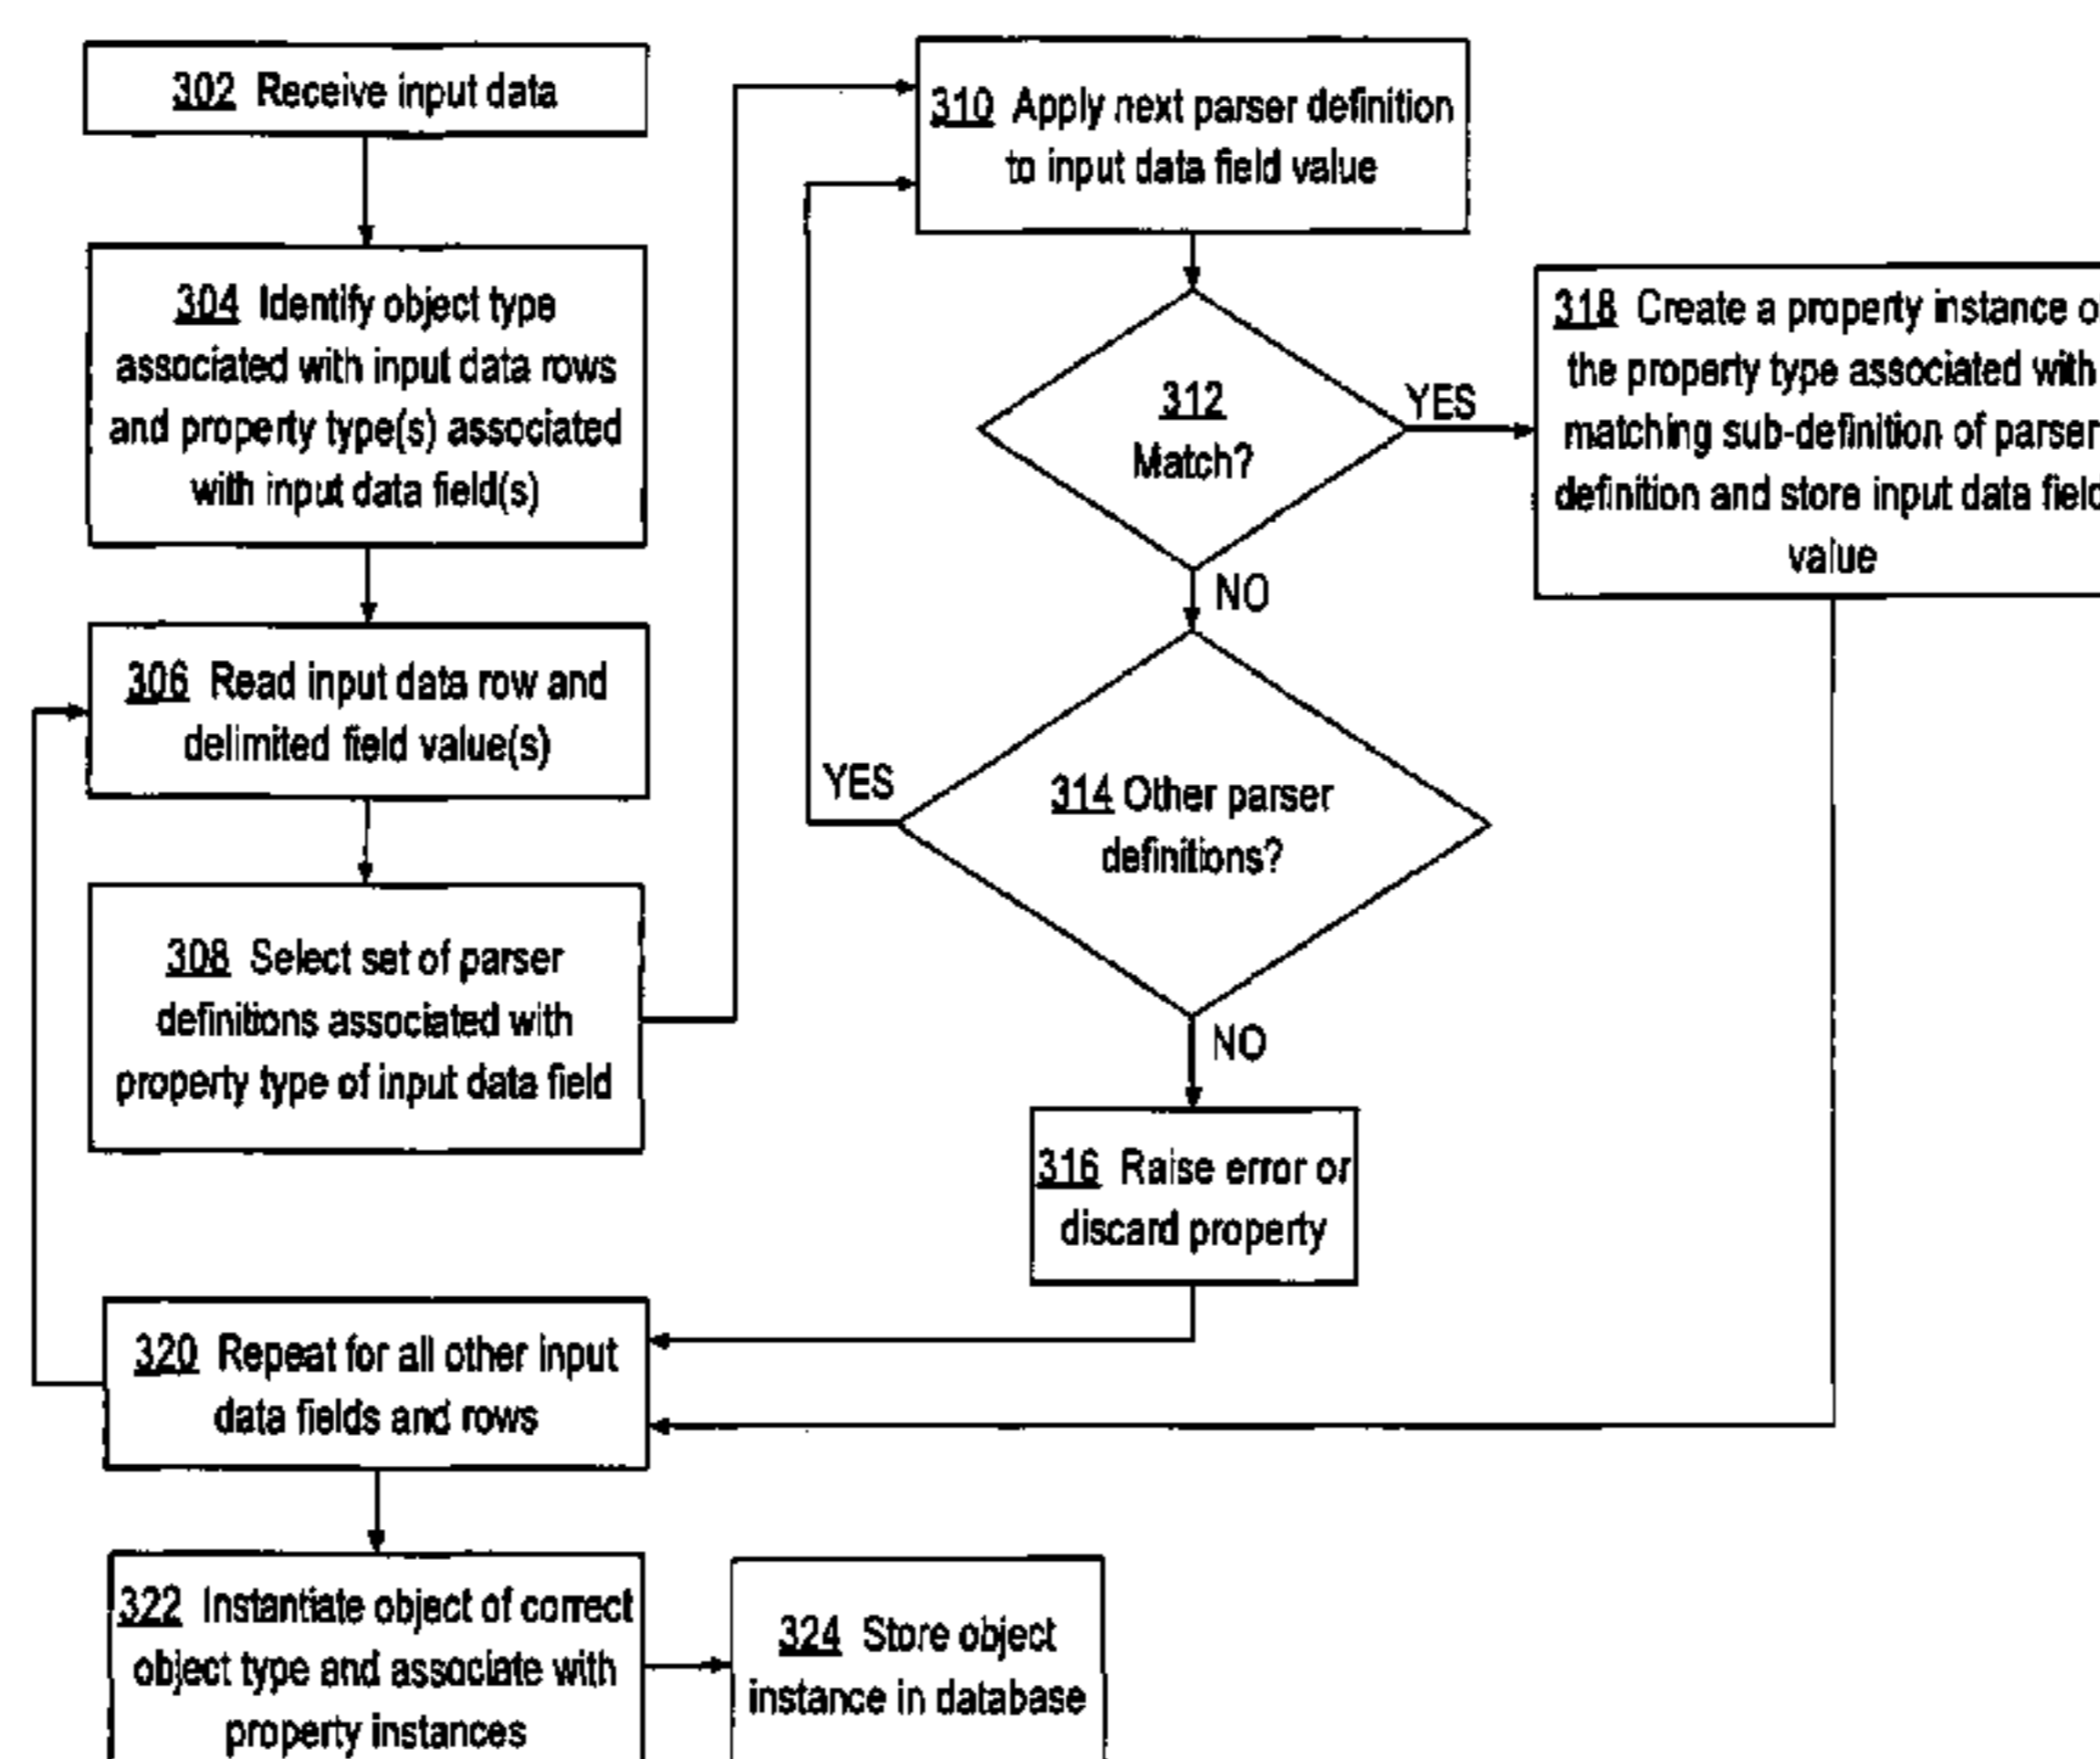 302 Receive input data
304 Identify object type
associated with input data rows
and property type(s) associated
with input data field(s)
306 Read input data row and
delimited field value(s)
308 Select set of parser
definitions associated with
property type of input data field
310 Apply next parser definition
to input data field value
312
Match?
YES
NO
318 Create a property instance
the property type associated with
matching sub-definition of parser
definition and store input data
value
314 Other parser
definitions?
YES
NO
316 Raise error or
discard property
320 Repeat for all other input
data fields and rows
322 Instantiate object of correct
object type and associate with
property instances
324 Store object
instance in database